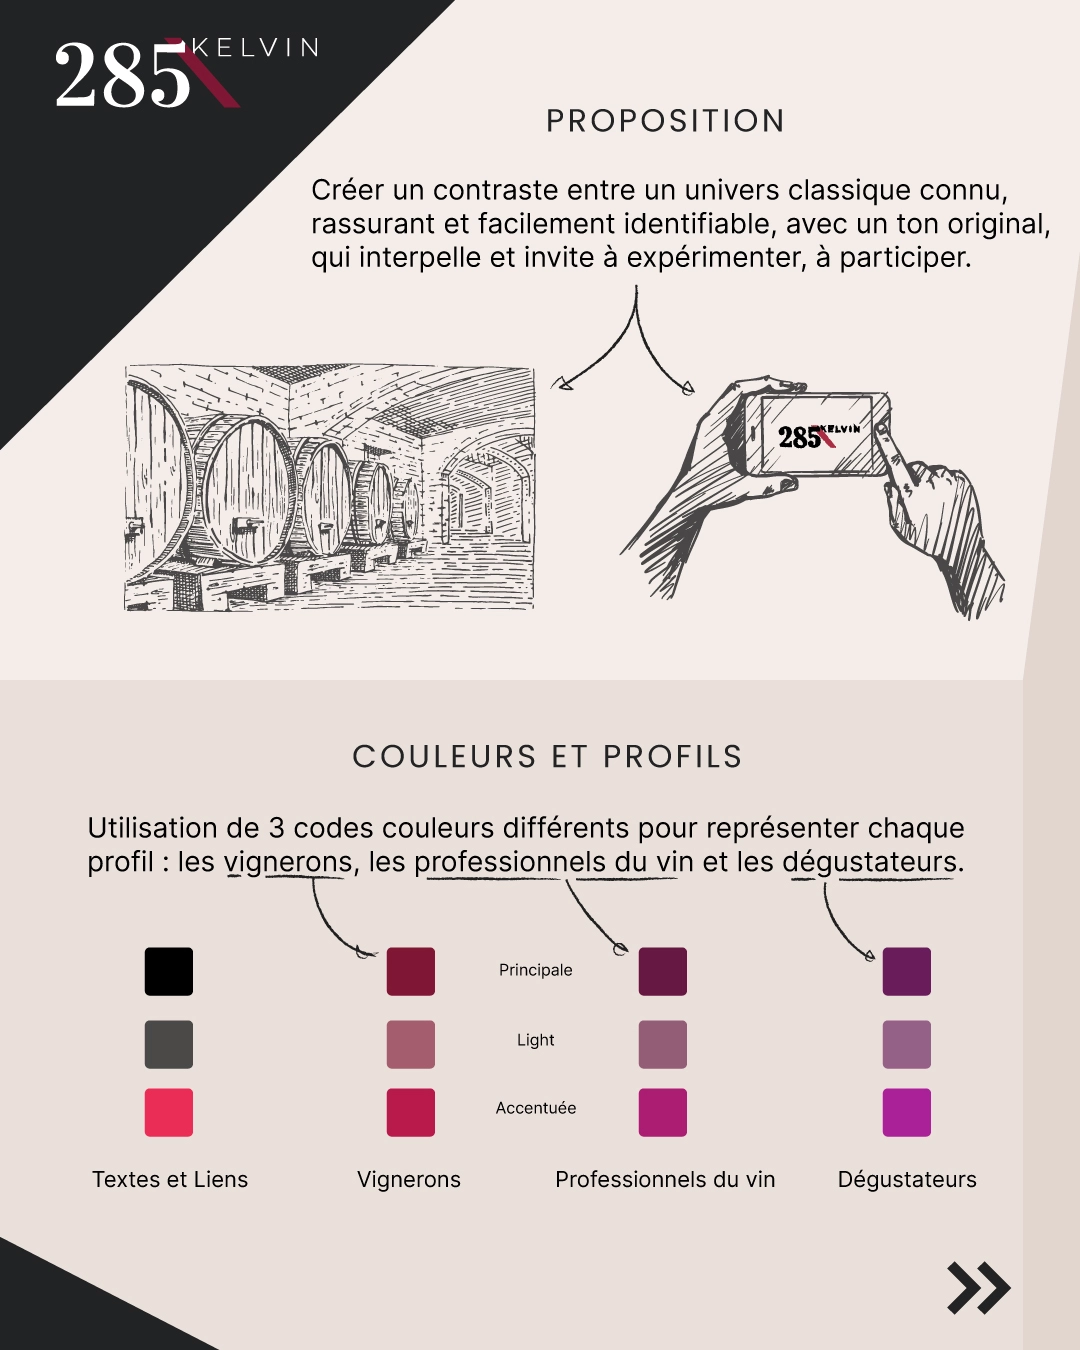 285 KELVIN
PROPOSITION
Créer un contraste entre un univers classique connu,
rassurant et facilement identifiable, avec un ton original,
qui interpelle et invite à expérimenter, à participer.
285 KELVIN
COULEURS ET PROFILS
Utilisation de 3 codes couleurs différents pour représenter chaque
profil : les vignerons, les professionnels du vin et les dégustateurs.
Principale
Light
Accentuée
Textes et Liens
Vignerons
Professionnels du vin
Dégustateurs